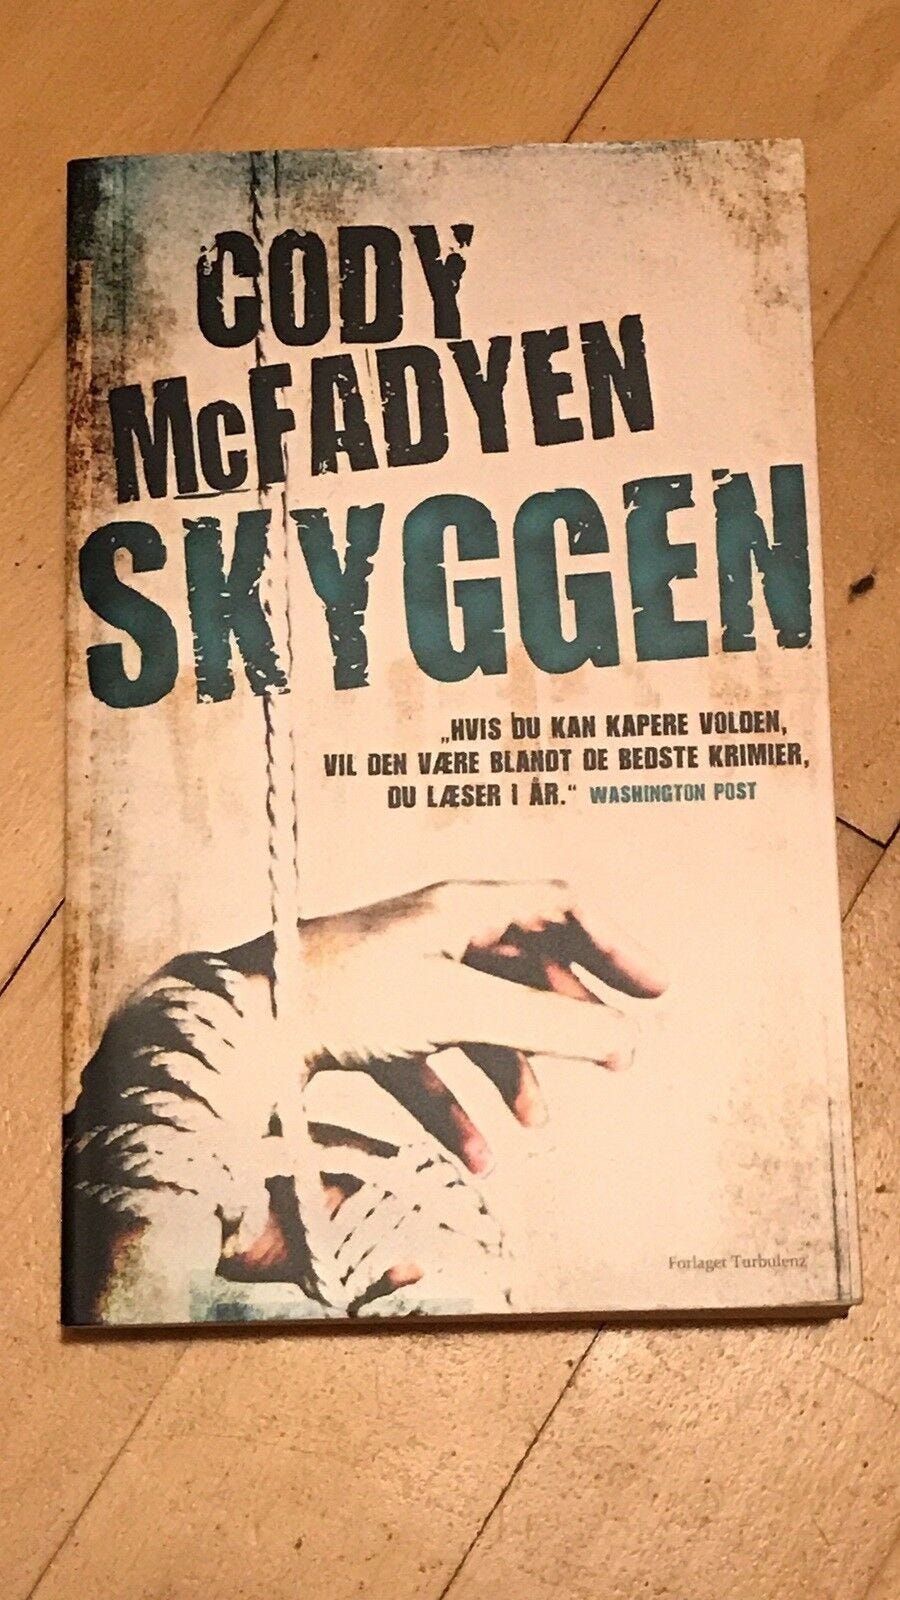 CODY
McFADYEN
SKYGGEN
„HVIS DU KAN KAPERE VOLDEN,
VIL DEN VÆRE BLANDT DE BEDSTE KRIMIER,
DU LÆSER I ÅR.“ WASHINGTON POST
Forlaget Turbulenz